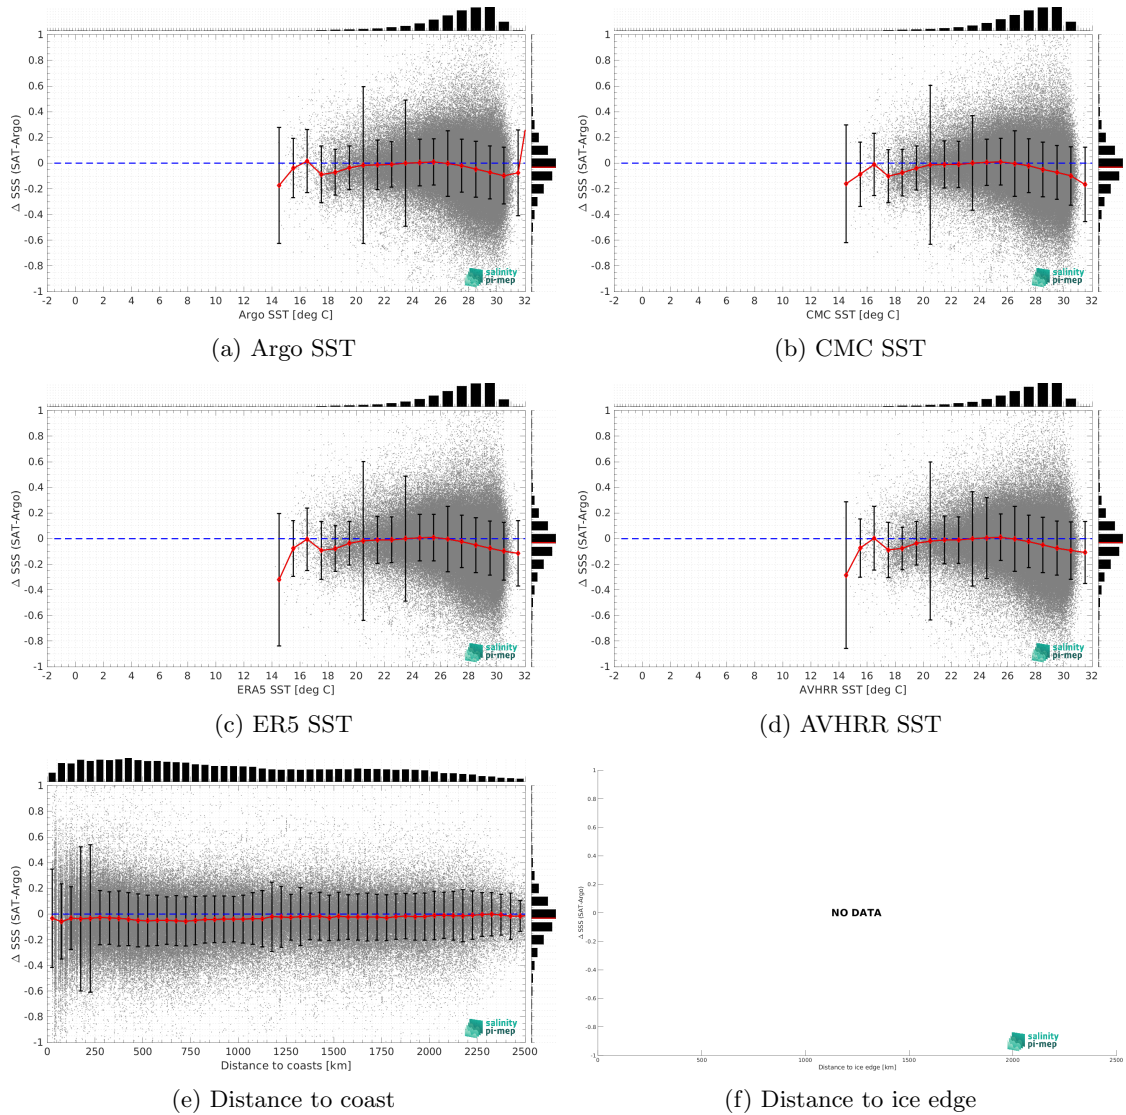 1
0.8
0.6
0.4
0.2
0
-0.2
-0.4
-0.6
-0.8
-1
Δ SSS (SAT-Argo)
-2 0 2 4 6 8 10 12 14 16 18 20 22 24 26 28 30 32
Argo SST [deg C]
salinity
pi-mep
(a) Argo SST
1
0.8
0.6
0.4
0.2
0
-0.2
-0.4
-0.6
-0.8
-1
Δ SSS (SAT-Argo)
-2 0 2 4 6 8 10 12 14 16 18 20 22 24 26 28 30 32
CMC SST [deg C]
salinity
pi-mep
(b) CMC SST
1
0.8
0.6
0.4
0.2
0
-0.2
-0.4
-0.6
-0.8
-1
Δ SSS (SAT-Argo)
-2 0 2 4 6 8 10 12 14 16 18 20 22 24 26 28 30 32
ERA5 SST [deg C]
salinity
pi-mep
(c) ER5 SST
1
0.8
0.6
0.4
0.2
0
-0.2
-0.4
-0.6
-0.8
-1
Δ SSS (SAT-Argo)
-2 0 2 4 6 8 10 12 14 16 18 20 22 24 26 28 30 32
AVHRR SST [deg C]
salinity
pi-mep
(d) AVHRR SST
1
0.8
0.6
0.4
0.2
0
-0.2
-0.4
-0.6
-0.8
-1
Δ SSS (SAT-Argo)
0 250 500 750 1000 1250 1500 1750 2000 2250 2500
Distance to coasts [km]
salinity
pi-mep
(e) Distance to coast
1
0.8
0.6
0.4
0.2
0
-0.2
-0.4
-0.6
-0.8
-1
Δ SSS (SAT-Argo)
NO DATA
0 500 1000 1500 2000 2500
Distance to ice edge [km]
salinity
pi-mep
(f) Distance to ice edge